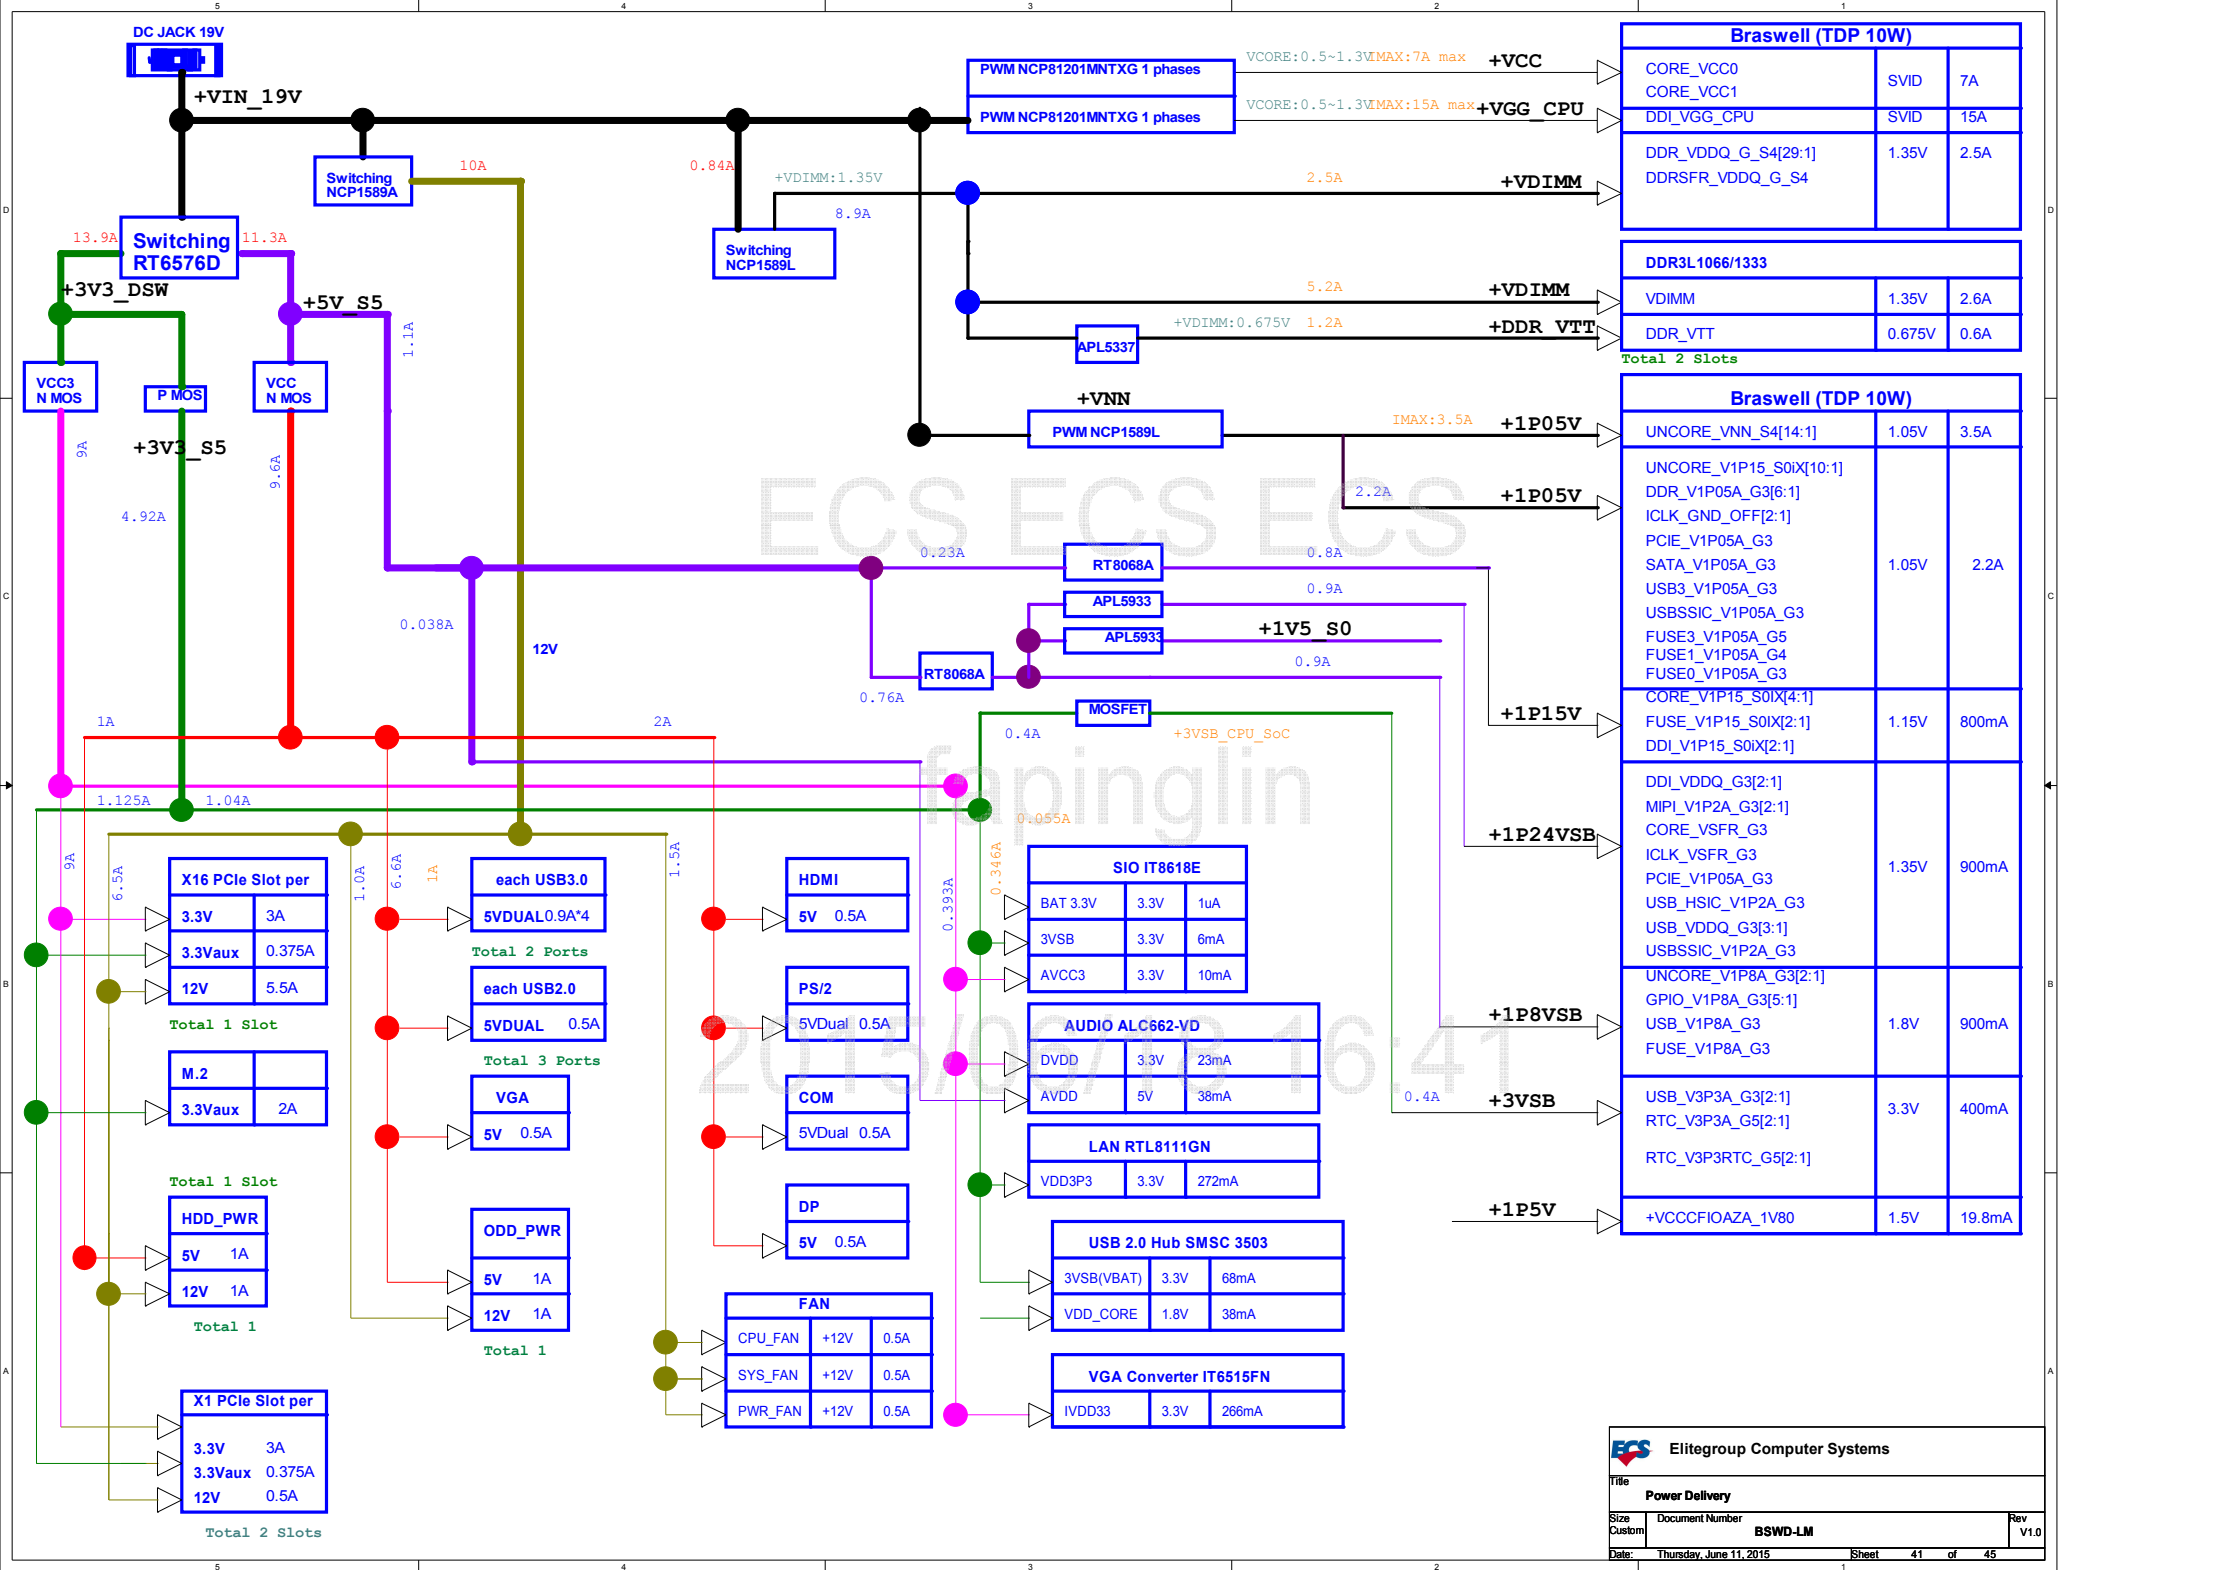 5 4 3 2 1
DC JACK 19V
+VIN_19V
PWM NCP81201MNTXG 1 phases
VCORE:0.5~1.3V IMAX:7A max +VCC
PWM NCP81201MNTXG 1 phases
VCORE:0.5~1.3V IMAX:15A max +VGG_CPU
Braswell (TDP 10W)
CORE_VCC0
CORE_VCC1
SVID 7A
DDI_VGG_CPU SVID 15A
DDR_VDDQ_G_S4[29:1] 1.35V 2.5A
DDRSFR_VDDQ_G_S4
Switching
NCP1589A
10A
0.84A
+VDIMM:1.35V
8.9A
2.5A
+VDIMM
Switching
NCP1589L
D D
13.9A
Switching
RT6576D
11.3A
+3V3_DSW
+5V_S5
1.1A
DDR3L1066/1333
5.2A
+VDIMM
VDIMM 1.35V 2.6A
+VDIMM:0.675V 1.2A
+DDR_VTT
APL5337
DDR_VTT 0.675V 0.6A
Total 2 Slots
VCC3
N MOS
P MOS
VCC
N MOS
9A
+3V3_S5
9.6A
4.92A
+VNN
PWM NCP1589L
IMAX:3.5A
+1P05V
2.2A
+1P05V
Braswell (TDP 10W)
UNCORE_VNN_S4[14:1] 1.05V 3.5A
UNCORE_V1P15_S0iX[10:1]
DDR_V1P05A_G3[6:1]
ICLK_GND_OFF[2:1]
PCIE_V1P05A_G3
SATA_V1P05A_G3 1.05V 2.2A
USB3_V1P05A_G3
USBSSIC_V1P05A_G3
FUSE3_V1P05A_G5
FUSE1_V1P05A_G4
FUSE0_V1P05A_G3
CORE_V1P15_S0IX[4:1]
FUSE_V1P15_S0IX[2:1] 1.15V 800mA
DDI_V1P15_S0iX[2:1]
DDI_VDDQ_G3[2:1]
MIPI_V1P2A_G3[2:1]
CORE_VSFR_G3
ICLK_VSFR_G3
PCIE_V1P05A_G3 1.35V 900mA
USB_HSIC_V1P2A_G3
USB_VDDQ_G3[3:1]
USBSSIC_V1P2A_G3
UNCORE_V1P8A_G3[2:1]
GPIO_V1P8A_G3[5:1]
USB_V1P8A_G3 1.8V 900mA
FUSE_V1P8A_G3
USB_V3P3A_G3[2:1]
RTC_V3P3A_G5[2:1] 3.3V 400mA
RTC_V3P3RTC_G5[2:1]
+VCCCFIOAZA_1V80 1.5V 19.8mA
ECS ECS ECS
C C
0.23A
RT8068A
0.8A
APL5933
0.9A
APL5933
+1V5_S0
RT8068A
0.9A
0.76A
0.038A
12V
MOSFET
0.4A
+3VSB_CPU_SoC
+1P15V
+1P24VSB
+1P8VSB
0.4A
+3VSB
+1P5V
1A
2A
1.125A 1.04A
fapinglin
0.055A
0.346A
0.393A
9A
6.5A
1.0A
6.6A
1A
1.5A
X16 PCIe Slot per
3.3V 3A
3.3Vaux 0.375A
12V 5.5A
Total 1 Slot
M.2
3.3Vaux 2A
Total 1 Slot
HDD_PWR
5V 1A
12V 1A
Total 1
X1 PCIe Slot per
3.3V 3A
3.3Vaux 0.375A
12V 0.5A
Total 2 Slots
each USB3.0
5VDUAL 0.9A*4
Total 2 Ports
each USB2.0
5VDUAL 0.5A
Total 3 Ports
VGA
5V 0.5A
ODD_PWR
5V 1A
12V 1A
Total 1
HDMI
5V 0.5A
PS/2
5VDual 0.5A
COM
5VDual 0.5A
DP
5V 0.5A
FAN
CPU_FAN +12V 0.5A
SYS_FAN +12V 0.5A
PWR_FAN +12V 0.5A
SIO IT8618E
BAT 3.3V 3.3V 1uA
3VSB 3.3V 6mA
AVCC3 3.3V 10mA
AUDIO ALC662-VD
DVDD 3.3V 23mA
AVDD 5V 38mA
2015/06/18 16:41
LAN RTL8111GN
VDD3P3 3.3V 272mA
USB 2.0 Hub SMSC 3503
3VSB(VBAT) 3.3V 68mA
VDD_CORE 1.8V 38mA
VGA Converter IT6515FN
IVDD33 3.3V 266mA
B B
A A
ECS Elitegroup Computer Systems
Title
Power Delivery
Size Document Number Rev
Custom BSWD-LM V1.0
Date: Thursday, June 11, 2015 Sheet 41 of 45
5 4 3 2 1